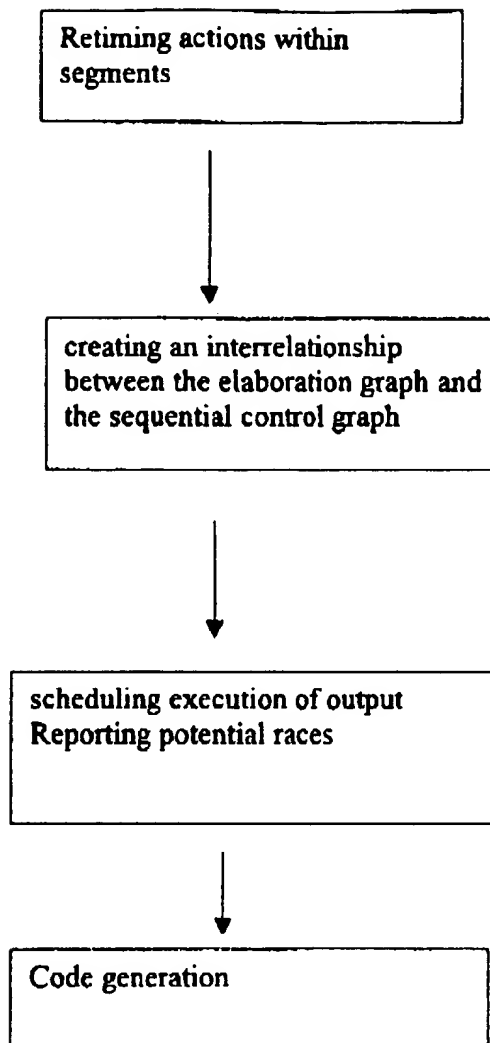 Retiming actions within
segments
creating an interrelationship
between the elaboration graph and
the sequential control graph
scheduling execution of output
Reporting potential races
Code generation